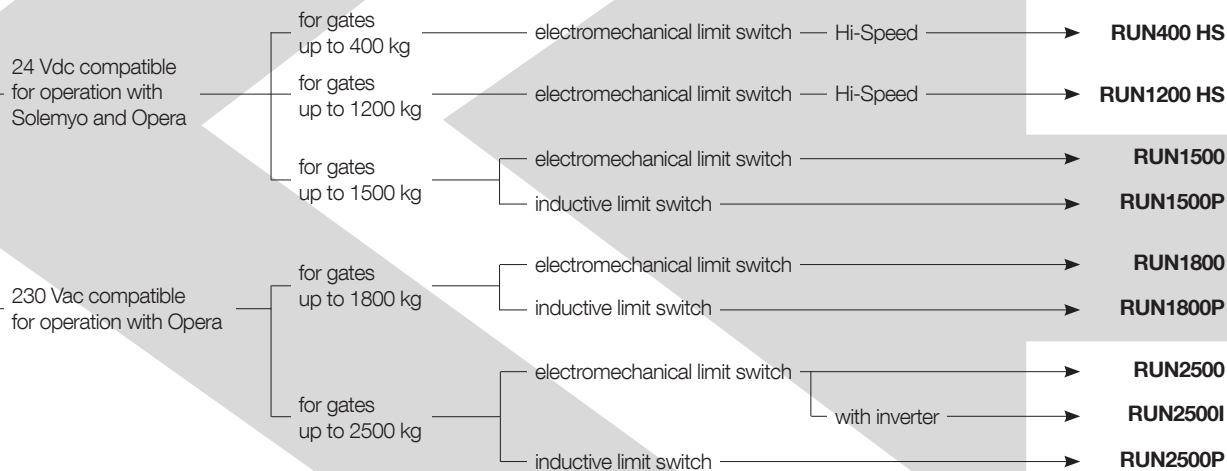 24 Vdc compatible
for operation with
Solemyo and Opera
for gates
up to 400 kg
electromechanical limit switch
Hi-Speed
RUN400 HS
for gates
up to 1200 kg
electromechanical limit switch
Hi-Speed
RUN1200 HS
for gates
up to 1500 kg
electromechanical limit switch
RUN1500
inductive limit switch
RUN1500P
230 Vac compatible
for operation with Opera
for gates
up to 1800 kg
electromechanical limit switch
RUN1800
inductive limit switch
RUN1800P
for gates
up to 2500 kg
electromechanical limit switch
RUN2500
with inverter
RUN2500I
inductive limit switch
RUN2500P